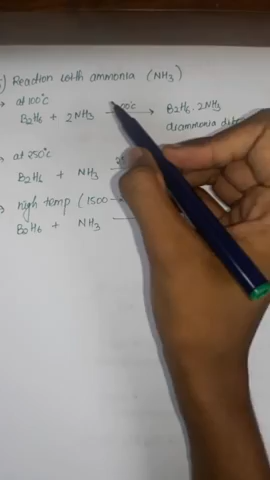 Reaction with ammonia (NH3)
at 100°C
B2H6 + 2NH3 → B2H6. 2NH3
diammonia
at 250°C
B2H6 + NH3
high temp (1500
B2H6 + NH3